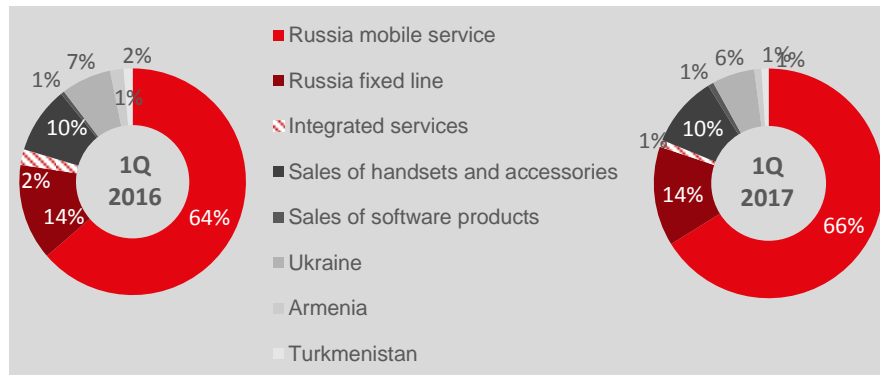 1%
7%
2%
1%
10%
2%
14%
64%
1Q
2016
Russia mobile service
Russia fixed line
Integrated services
Sales of handsets and accessories
Sales of software products
Ukraine
Armenia
Turkmenistan
1%
6%
1%
1%
10%
1%
14%
66%
1Q
2017